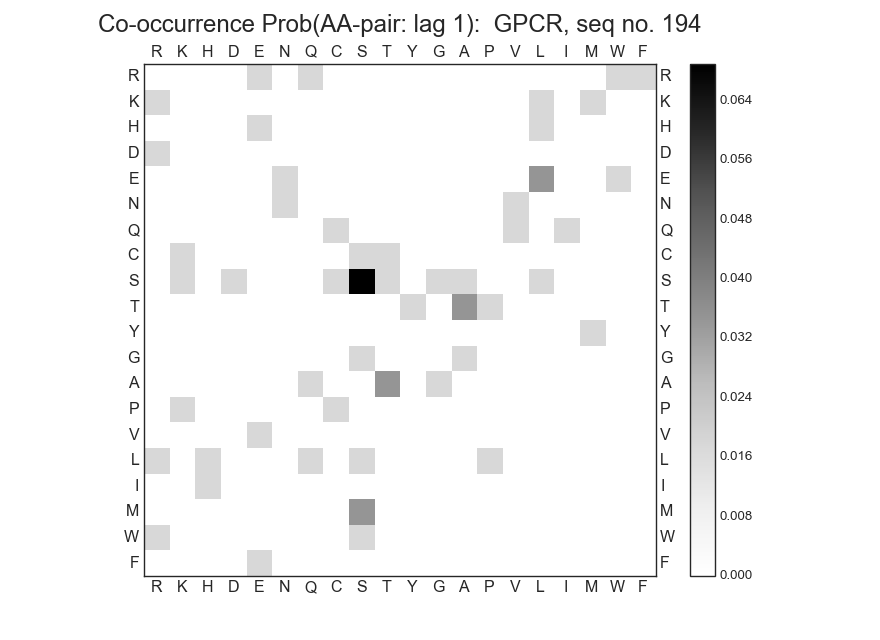 Co-occurrence Prob(AA-pair: lag 1):  GPCR, seq no. 194
R K H D E N Q C S T Y G A P V L I M W F
R R 0.064
K K
H H
D D 0.056
E E
N N 0.048
Q Q
C C
S S 0.040
T T
Y Y 0.032
G G
A A 0.024
P P
V V 0.016
L L
I I
M M 0.008
W W
F F 0.000
R K H D E N Q C S T Y G A P V L I M W F